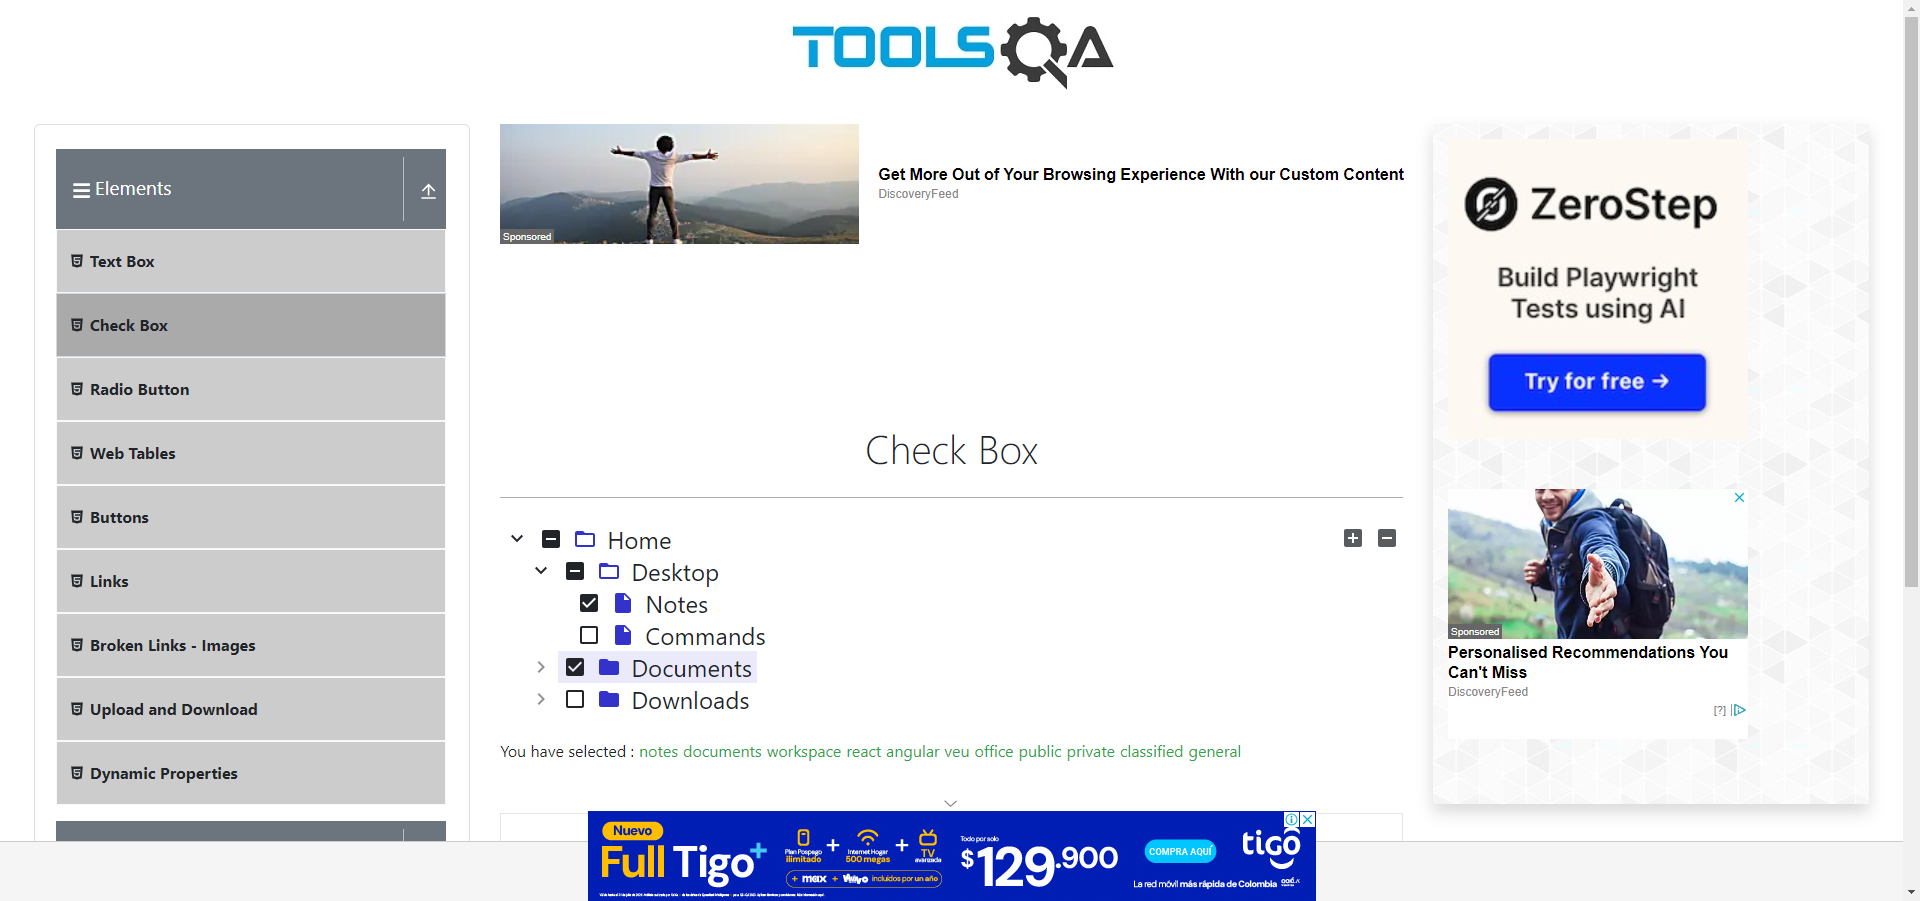 TOOLSQA
Elements
Text Box
Check Box
Radio Button
Web Tables
Buttons
Links
Broken Links - Images
Upload and Download
Dynamic Properties
Sponsored
Get More Out of Your Browsing Experience With our Custom Content
DiscoveryFeed
Check Box
Home
Desktop
Notes
Commands
Documents
Downloads
You have selected : notes documents workspace react angular veu office public private classified general
ZeroStep
Build Playwright
Tests using AI
Try for free →
Sponsored
Personalised Recommendations You
Can't Miss
DiscoveryFeed
[?]
Nuevo
Full Tigo+
Plan Pospago
ilimitado
+
Internet Hogar
500 megas
+
TV
avanzada
+ max + incluidos por un año
Todo por solo
$129.900
COMPRA AQUÍ
tigo
La red móvil más rápida de Colombia